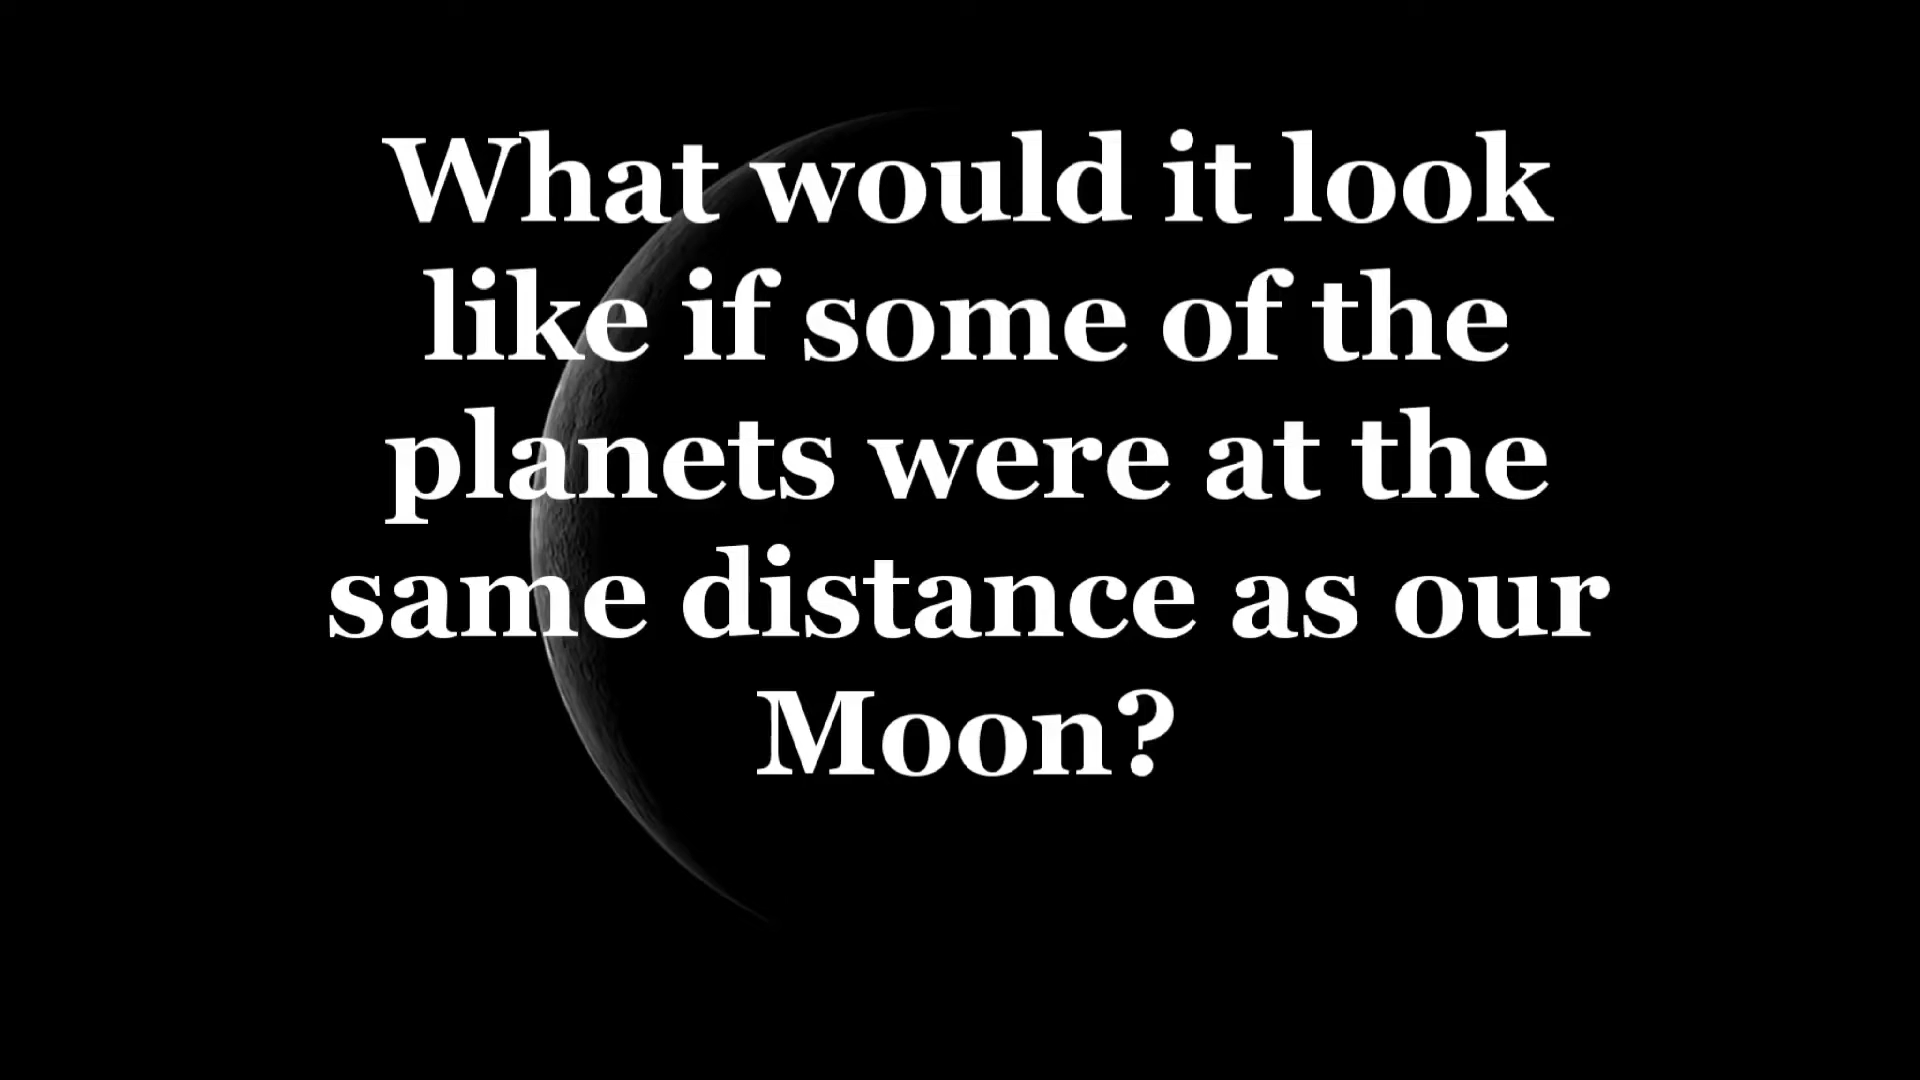 What would it look
like if some of the
planets were at the
same distance as our
Moon?